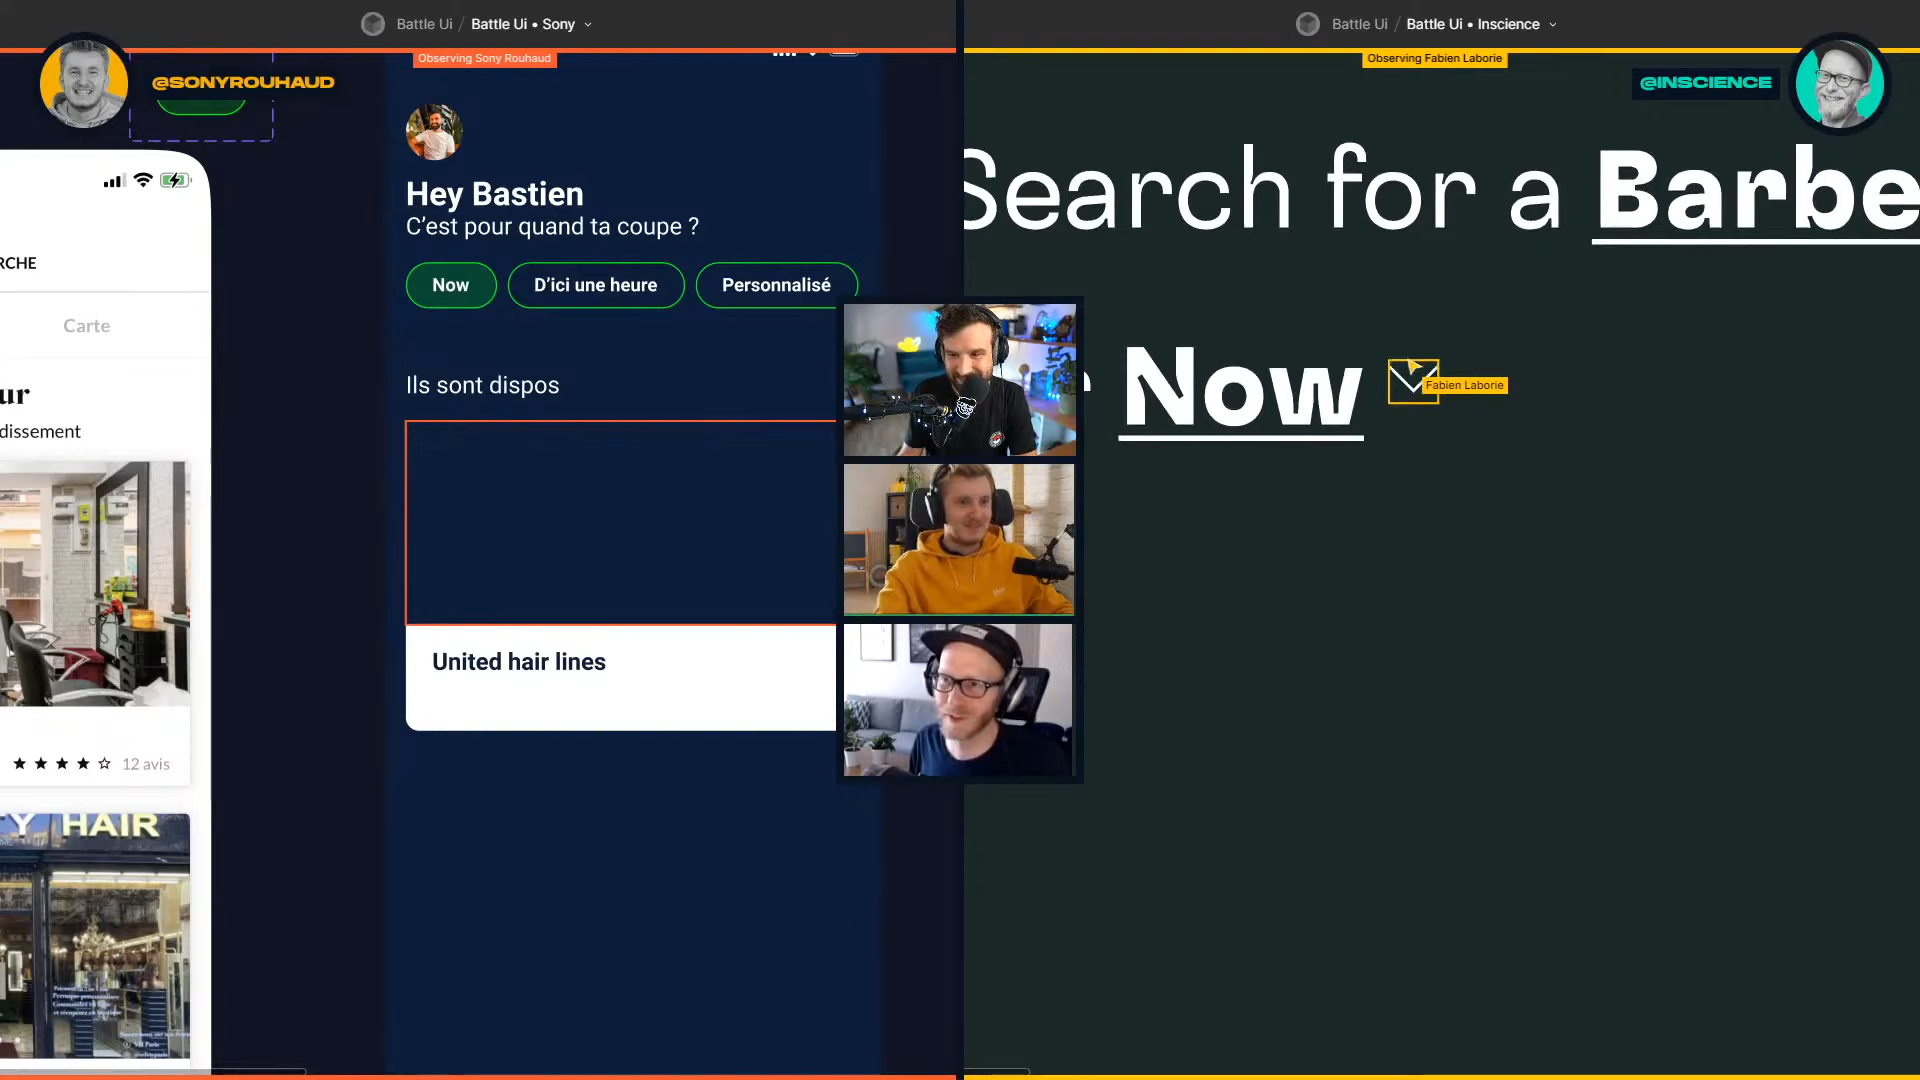 Battle Ui / Battle Ui • Sony
Battle Ui / Battle Ui • Inscience
Observing Sony Rouhaud
Observing Fabien Laborie
@SONYROUHAUD
@INSCIENCE
RCHE
Carte
ur
dissement
12 avis
Y HAIR
Hey Bastien
C’est pour quand ta coupe ?
Now
D’ici une heure
Personnalisé
Ils sont dispos
United hair lines
Search for a Barbe
Now
Fabien Laborie